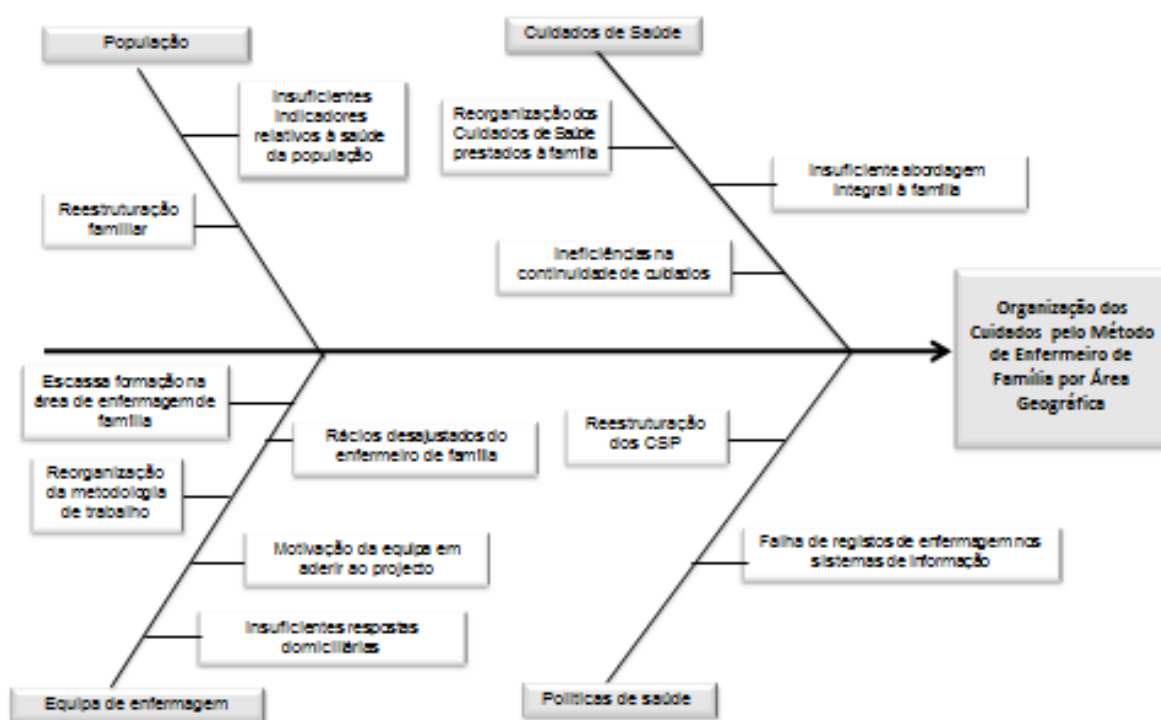 População
Cuidados de Saúde
Insuficientes
indicadores
relativos à saúde
da população
Reorganização dos
Cuidados de Saúde
prestados à família
Insuficiente abordagem
integral à família
Reestruturação
familiar
Ineficiências na
continuidade de cuidados
Organização dos
Cuidados pelo Método
de Enfermeiro de
Família por Área
Geográfica
Escassa formação na
área de enfermagem de
família
Rácios desajustados do
enfermeiro de família
Reestruturação
dos CSP
Reorganização
da metodologia
de trabalho
Motivação da equipa em
aderir ao projecto
Falha de registos de enfermagem nos
sistemas de informação
Insuficientes respostas
domiciliárias
Equipa de enfermagem
Políticas de saúde